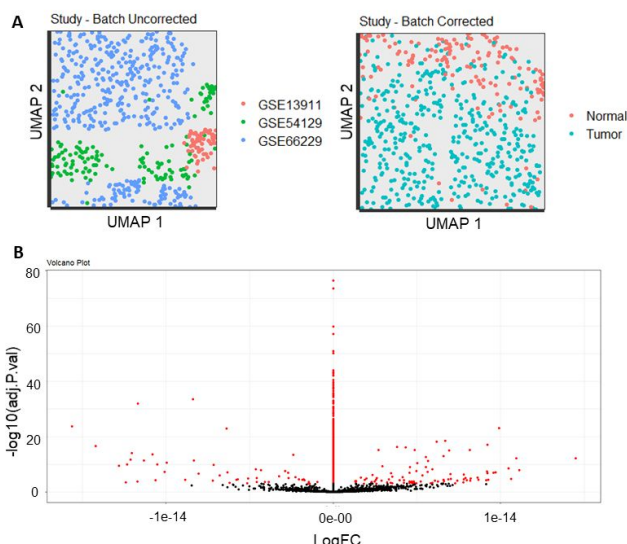 A
Study - Batch Uncorrected
UMAP 2
UMAP 1
GSE13911
GSE54129
GSE66229
Study - Batch Corrected
UMAP 2
UMAP 1
Normal
Tumor
B
Volcano Plot
-log10(adj.P.val)
80
60
40
20
0
-1e-14
0e-00
1e-14
LogFC